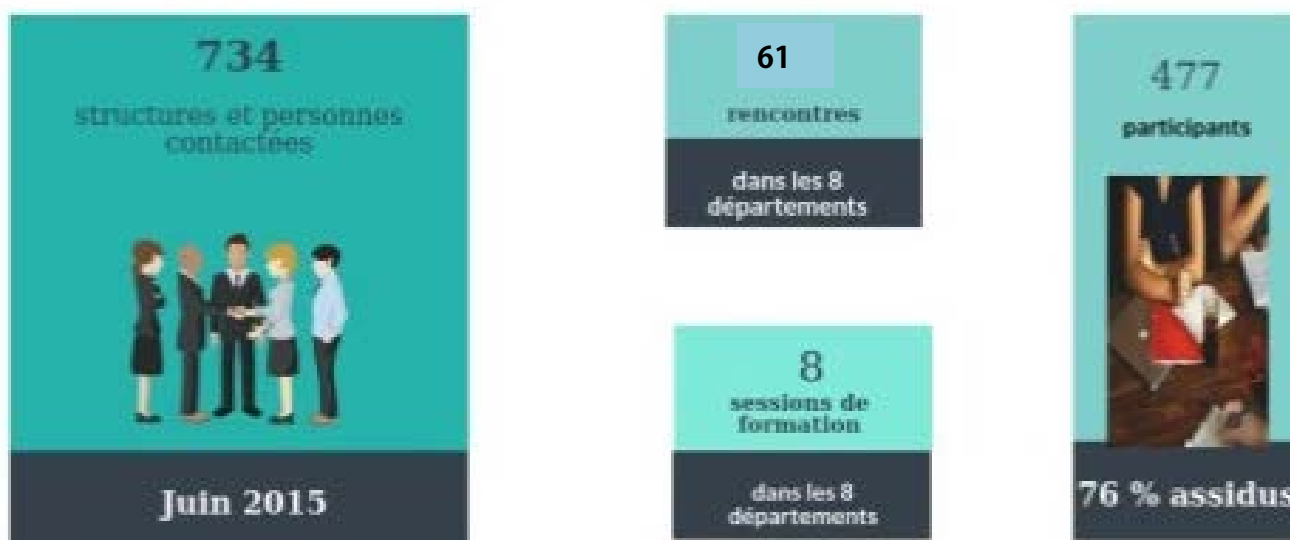 734
structures et personnes
contactées
Juin 2015
61
rencontres
dans les 8
départements
8
sessions de
formation
dans les 8
départements
477
participants
76 % assidus